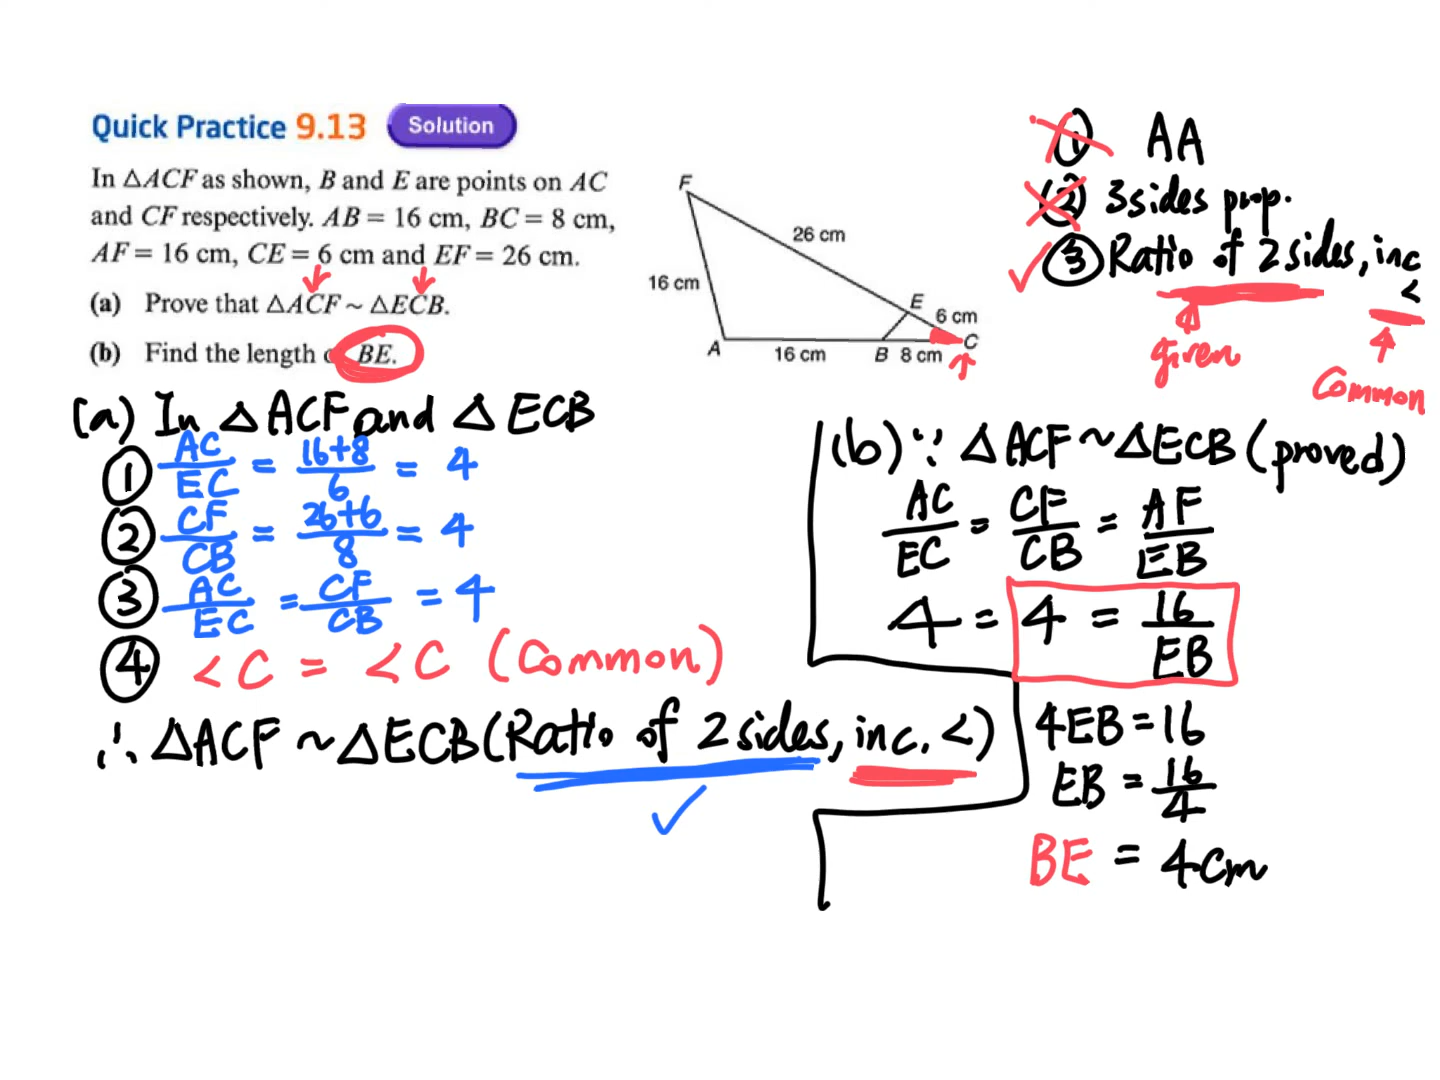 Quick Practice 9.13 Solution
In △ACF as shown, B and E are points on AC
and CF respectively. AB = 16 cm, BC = 8 cm,
AF = 16 cm, CE = 6 cm and EF = 26 cm.
(a) Prove that △ACF ~ △ECB.
(b) Find the length BE.
F
26 cm
16 cm
E
6 cm
A
16 cm
B
8 cm
C
① AA
② 3 sides prop.
③ Ratio of 2 sides, inc
<
given
Common
(a) In △ACF and △ECB
① AC/EC = 16+8/6 = 4
② CF/CB = 26+6/8 = 4
③ AC/EC = CF/CB = 4
④ <C = <C (Common)
∴ △ACF ~ △ECB (Ratio of 2 sides, inc. <)
(b) ∵ △ACF ~ △ECB (proved)
AC/EC = CF/CB = AF/EB
4 = 4 = 16/EB
4EB = 16
EB = 16/4
BE = 4cm